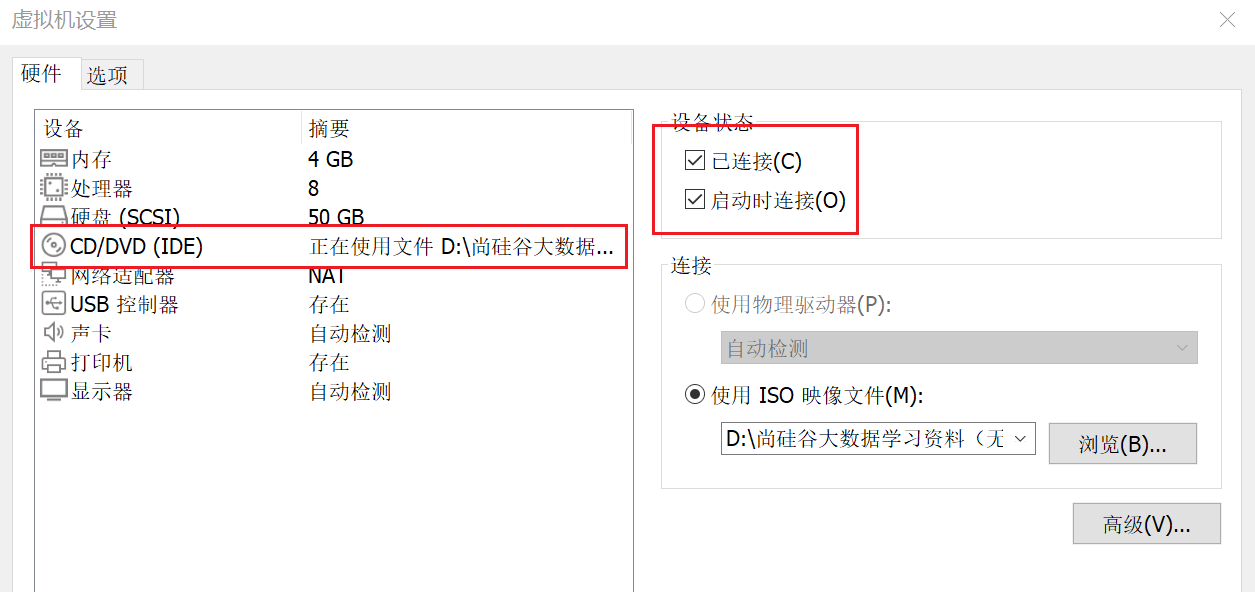 虚拟机设置
硬件 选项
设备 摘要
内存 4 GB
处理器 8
硬盘 (SCSI) 50 GB
CD/DVD (IDE) 正在使用文件 D:\尚硅谷大数据...
网络适配器 NAT
USB 控制器 存在
声卡 自动检测
打印机 存在
显示器 自动检测
设备状态
已连接(C)
启动时连接(O)
连接
使用物理驱动器(P):
自动检测
使用 ISO 映像文件(M):
D:\尚硅谷大数据学习资料（无
浏览(B)...
高级(V)...